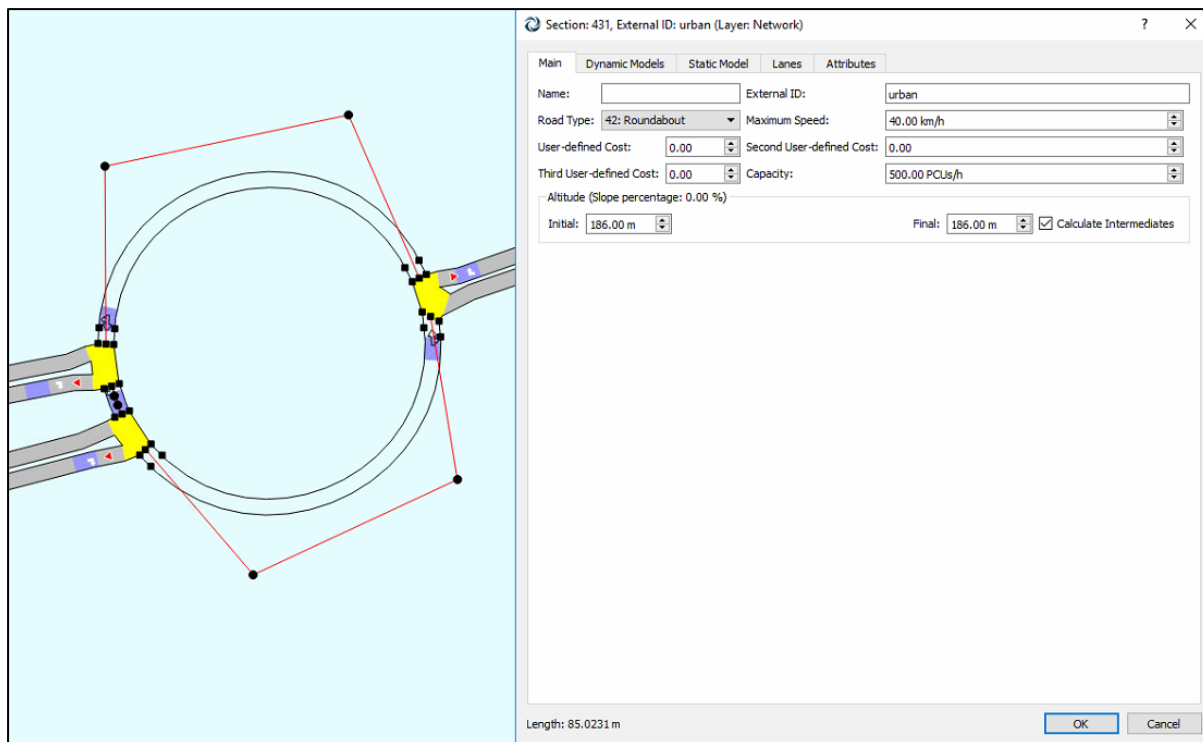 Section: 431, External ID: urban (Layer: Network)
? ×
Main Dynamic Models Static Model Lanes Attributes
Name: External ID: urban
Road Type: 42: Roundabout Maximum Speed: 40.00 km/h
User-defined Cost: 0.00 Second User-defined Cost: 0.00
Third User-defined Cost: 0.00 Capacity: 500.00 PCUs/h
Altitude (Slope percentage: 0.00 %)
Initial: 186.00 m Final: 186.00 m Calculate Intermediates
Length: 85.0231 m OK Cancel